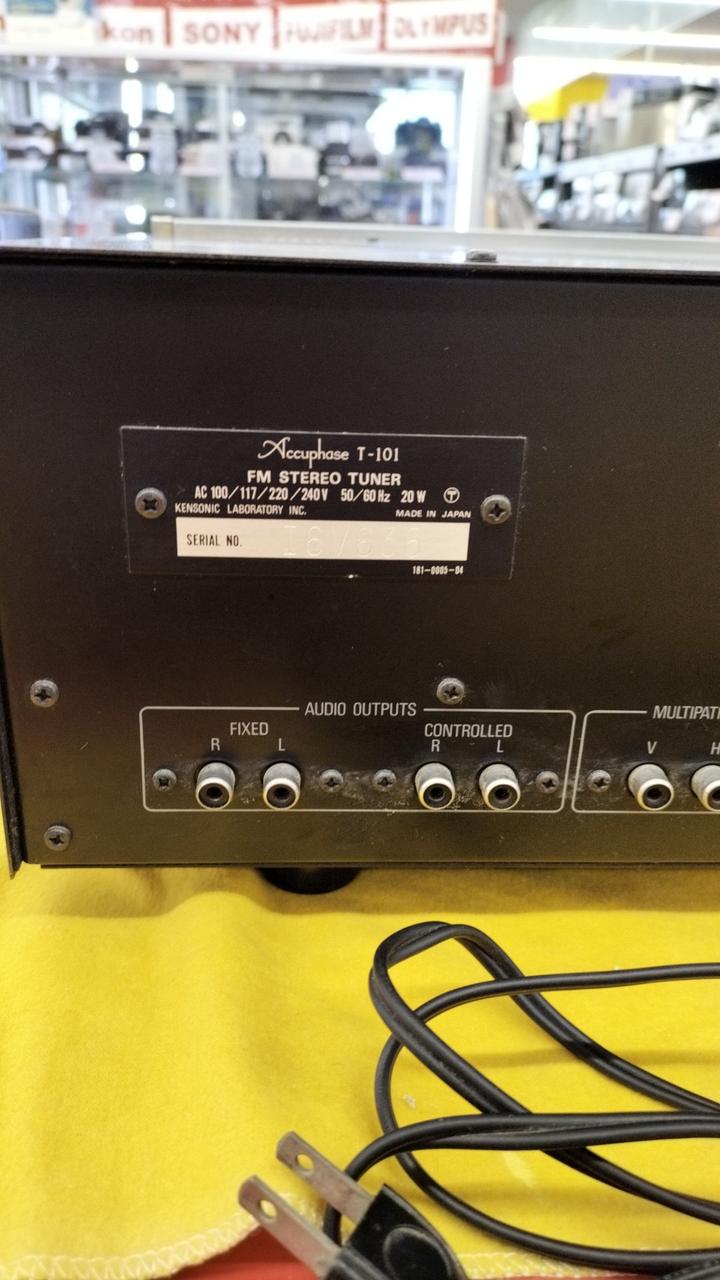 kon SONY FUJIFILM OLYMPUS
Accuphase T-101
FM STEREO TUNER
AC 100/117/220/240V 50/60Hz 20W Ⓣ
KENSONIC LABORATORY INC. MADE IN JAPAN
SERIAL NO.
181-0005-04
AUDIO OUTPUTS
FIXED
R L
CONTROLLED
R L
MULTIPAT
V H